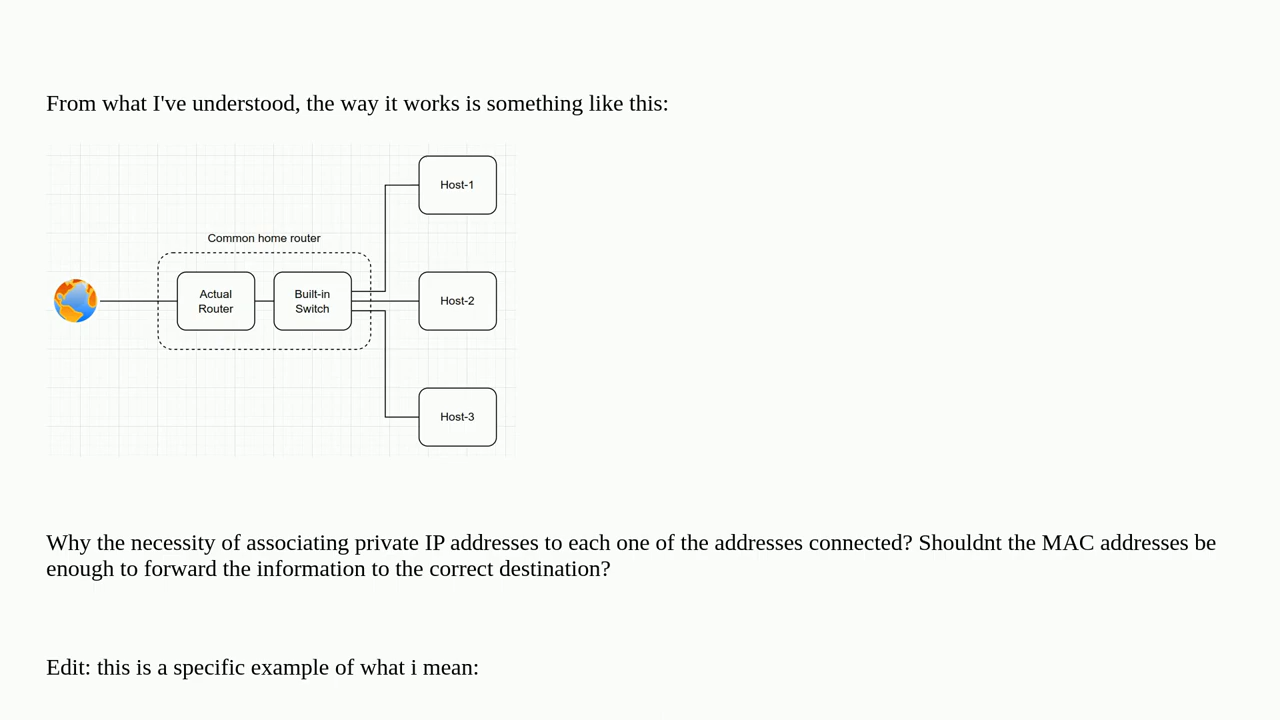 From what I've understood, the way it works is something like this:
Host-1
Common home router
Actual
Router
Built-in
Switch
Host-2
Host-3
Why the necessity of associating private IP addresses to each one of the addresses connected? Shouldnt the MAC addresses be
enough to forward the information to the correct destination?
Edit: this is a specific example of what i mean: